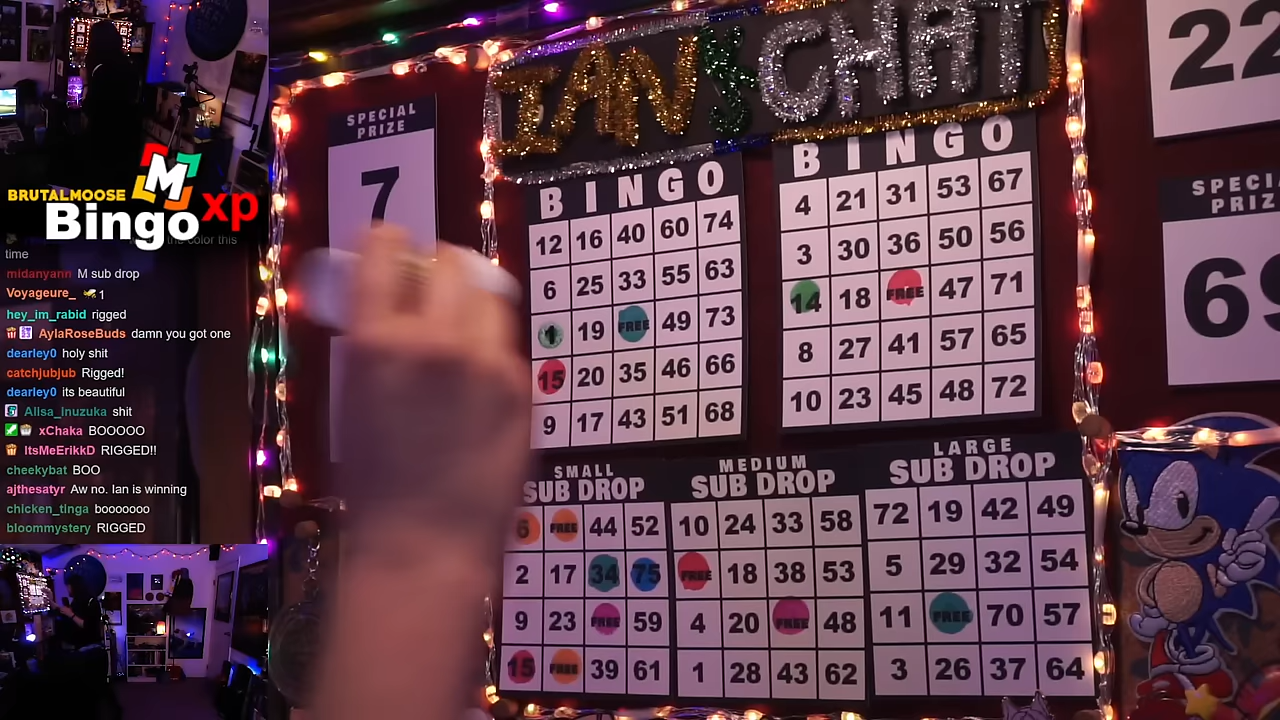 IAN $ CHAT
SPECIAL
PRIZE
7
22
SPECIA
PRIZ
69
B I N G O
12 16 40 60 74
6 25 33 55 63
1 19 FREE 49 73
15 20 35 46 66
9 17 43 51 68
B I N G O
4 21 31 53 67
3 30 36 50 56
14 18 FREE 47 71
8 27 41 57 65
10 23 45 48 72
SMALL
SUB DROP
6 FREE 44 52
2 17 34 75
9 23 FREE 59
15 FREE 39 61
MEDIUM
SUB DROP
10 24 33 58
FREE 18 38 53
4 20 FREE 48
1 28 43 62
LARGE
SUB DROP
72 19 42 49
5 29 32 54
11 FREE 70 57
3 26 37 64
M
BRUTALMOOSE
Bingo xp
the color this
time
midanyann M sub drop
Voyageure_ 1
hey_im_rabid rigged
AylaRoseBuds damn you got one
dearley0 holy shit
catchjubjub Rigged!
dearley0 its beautiful
Alisa_Inuzuka shit
xChaka BOOOOO
ItsMeErikkD RIGGED!!
cheekybat BOO
ajthesatyr Aw no. Ian is winning
chicken_tinga booooooo
bloommystery RIGGED